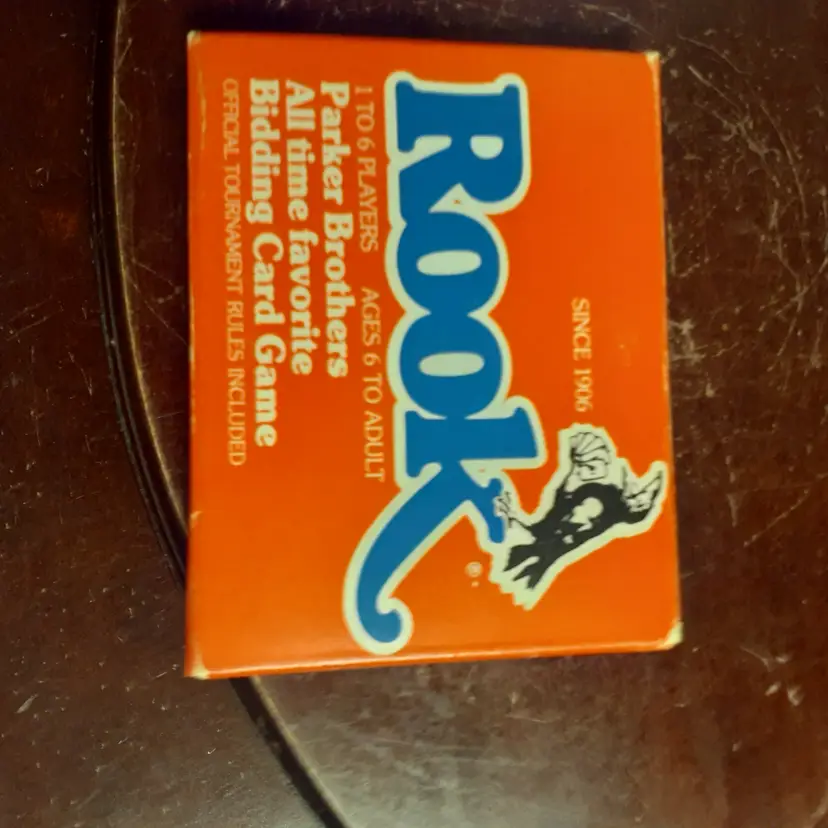 SINCE 1906
Rook
®
1 TO 6 PLAYERS AGES 6 TO ADULT
Parker Brothers
All time favorite
Bidding Card Game
OFFICIAL TOURNAMENT RULES INCLUDED